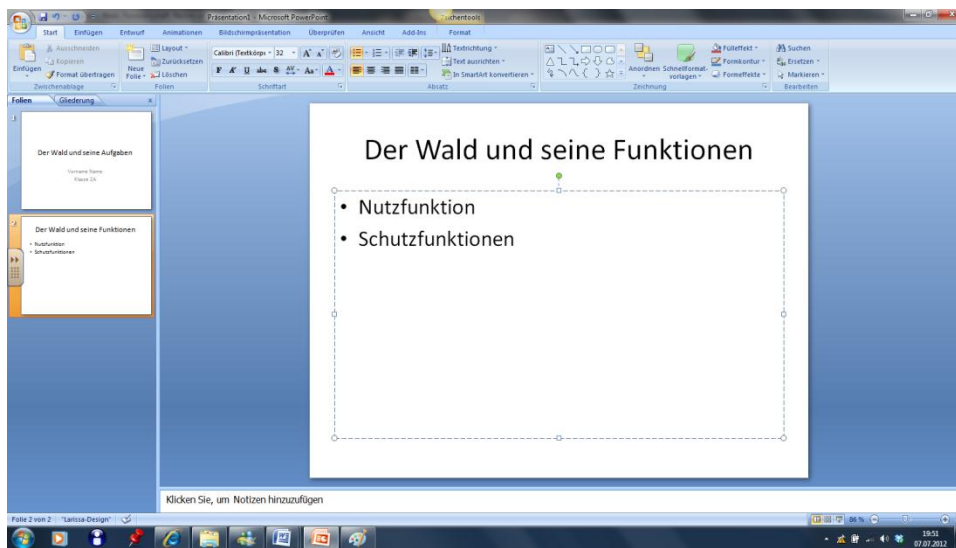 Präsentation1 - Microsoft PowerPoint
Start Einfügen Entwurf Animationen Bildschirmpräsentation Überprüfen Ansicht Add-Ins Format
Einfügen
Ausschneiden
Kopieren
Format übertragen
Zwischenablage
Neue Folie
Layout
Zurücksetzen
Löschen
Folien
Calibri (Textkörpe 32
Schriftart
Textrichtung
Text ausrichten
In SmartArt konvertieren
Absatz
Anordnen
Schnellformat-vorlagen
Fülleffekt
Formkontur
Formeffekte
Zeichnung
Suchen
Ersetzen
Markieren
Bearbeiten
Folien Gliederung
Der Wald und seine Aufgaben
Vorname Name
Der Wald und seine Funktionen
• Nutzfunktion
• Schutzfunktionen
Der Wald und seine Funktionen
• Nutzfunktion
• Schutzfunktionen
Klicken Sie, um Notizen hinzuzufügen
Folie 2 von 2 "Larissa-Design" 86 %
19:51
07.07.2012